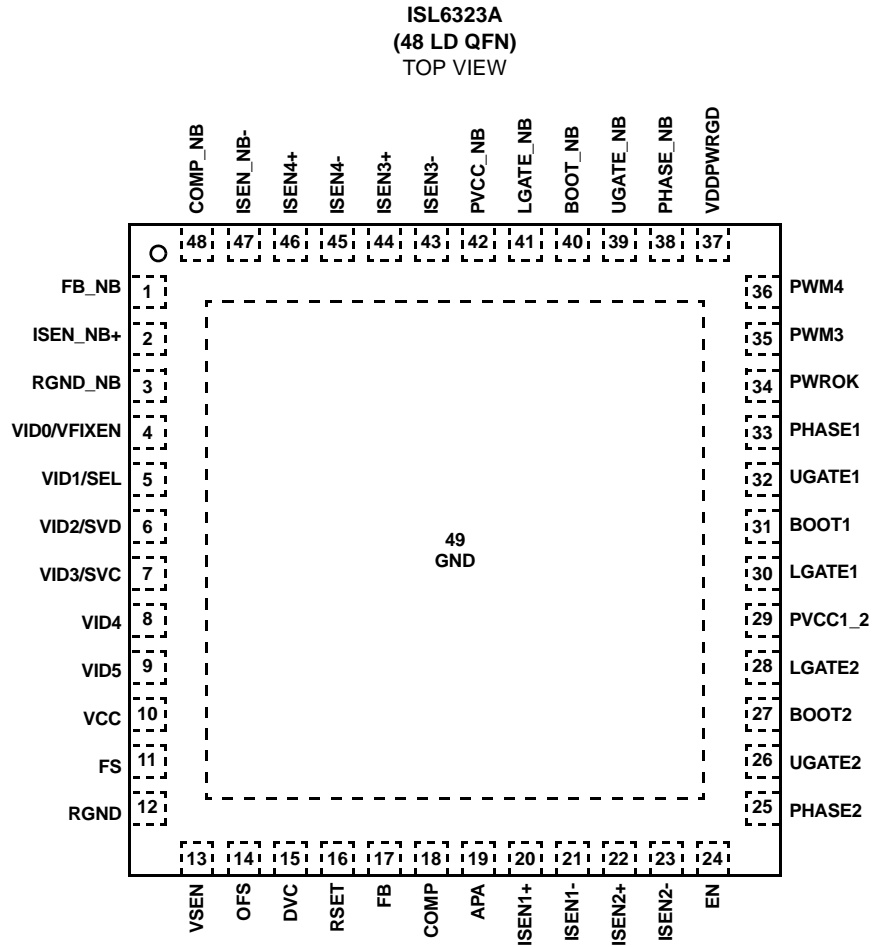 ISL6323A
(48 LD QFN)
TOP VIEW
COMP_NB
ISEN_NB-
ISEN4+
ISEN4-
ISEN3+
ISEN3-
PVCC_NB
LGATE_NB
BOOT_NB
UGATE_NB
PHASE_NB
VDDPWRGD
48 47 46 45 44 43 42 41 40 39 38 37
FB_NB 1
ISEN_NB+ 2
RGND_NB 3
VID0/VFIXEN 4
VID1/SEL 5
VID2/SVD 6
VID3/SVC 7
VID4 8
VID5 9
VCC 10
FS 11
RGND 12
49
GND
36 PWM4
35 PWM3
34 PWROK
33 PHASE1
32 UGATE1
31 BOOT1
30 LGATE1
29 PVCC1_2
28 LGATE2
27 BOOT2
26 UGATE2
25 PHASE2
13 14 15 16 17 18 19 20 21 22 23 24
VSEN
OFS
DVC
RSET
FB
COMP
APA
ISEN1+
ISEN1-
ISEN2+
ISEN2-
EN